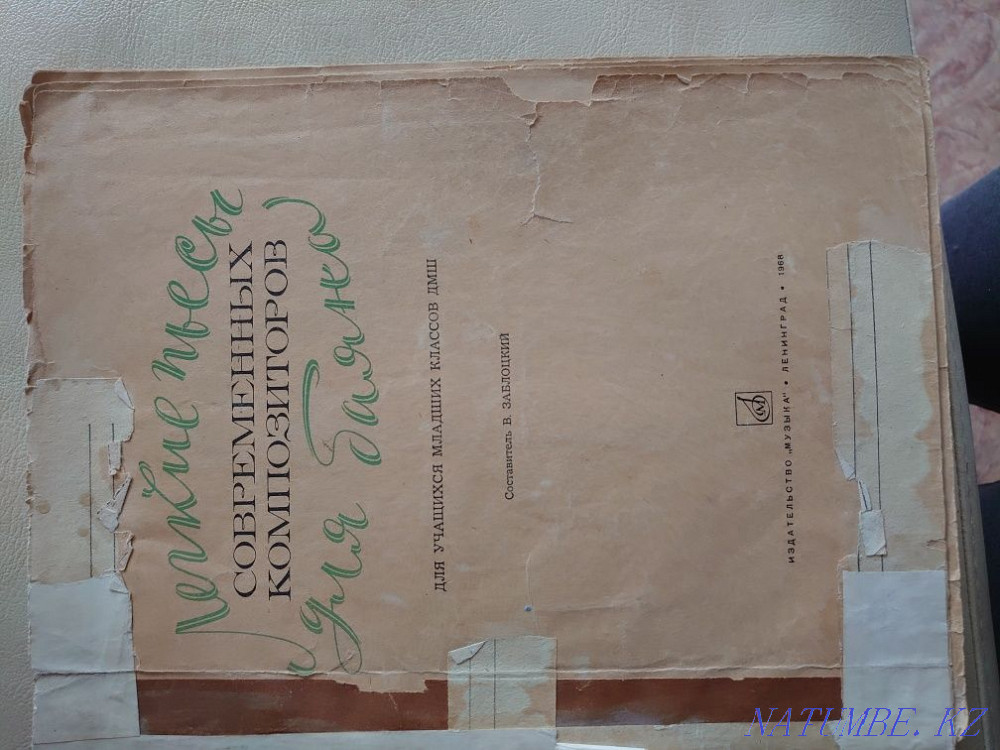 Легкие пьесы
СОВРЕМЕННЫХ
КОМПОЗИТОРОВ
для баяна
ДЛЯ УЧАЩИХСЯ МЛАДШИХ КЛАССОВ ДМШ
Составитель В. ЗАБЛОЦКИЙ
ИЗДАТЕЛЬСТВО „МУЗЫКА" • ЛЕНИНГРАД • 1968
NATUMBE.KZ